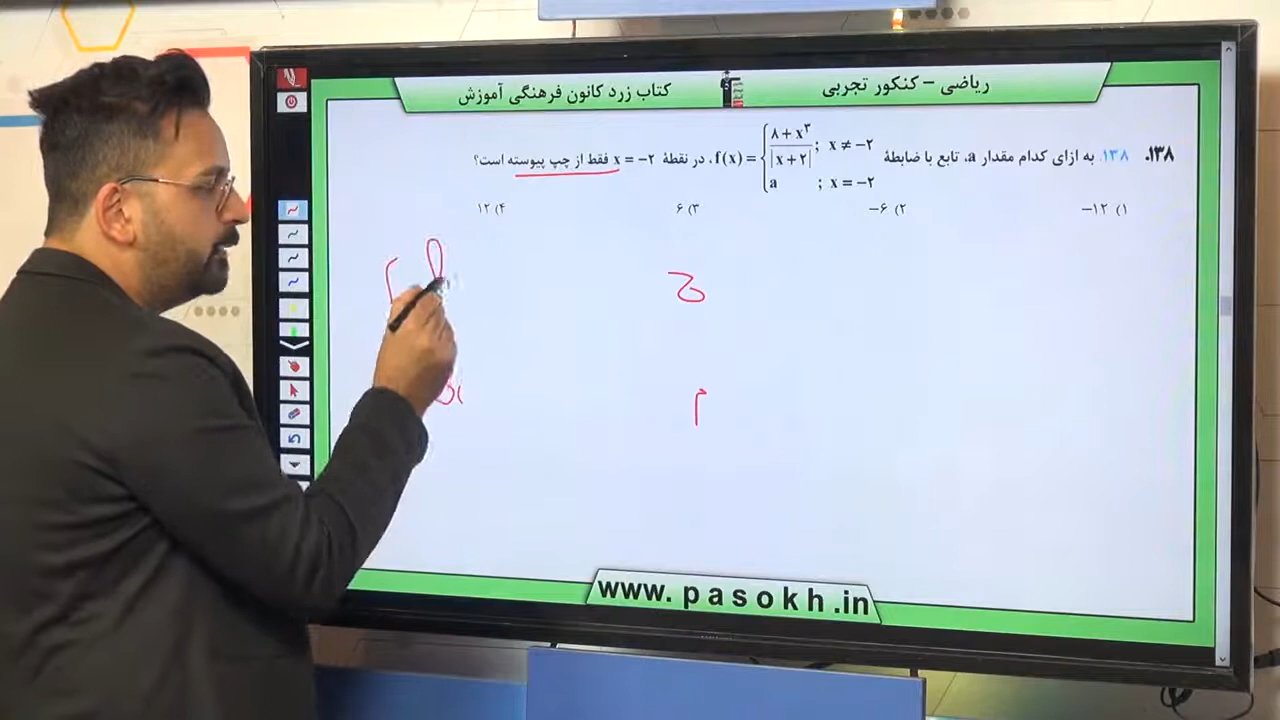 ریاضی – کنکور تجربی
کتاب زرد کانون فرهنگی آموزش
۱۳۸. ۱۳۸. به ازای کدام مقدار a، تابع با ضابطهٔ f(x) = { (۸ + x³) / |x + ۲| ; x ≠ −۲ ، a ; x = −۲ ، در نقطهٔ x = −۲ فقط از چپ پیوسته است؟
۱) −۱۲ ۲) −۶ ۳) ۶ ۴) ۱۲
www.pasokh.in